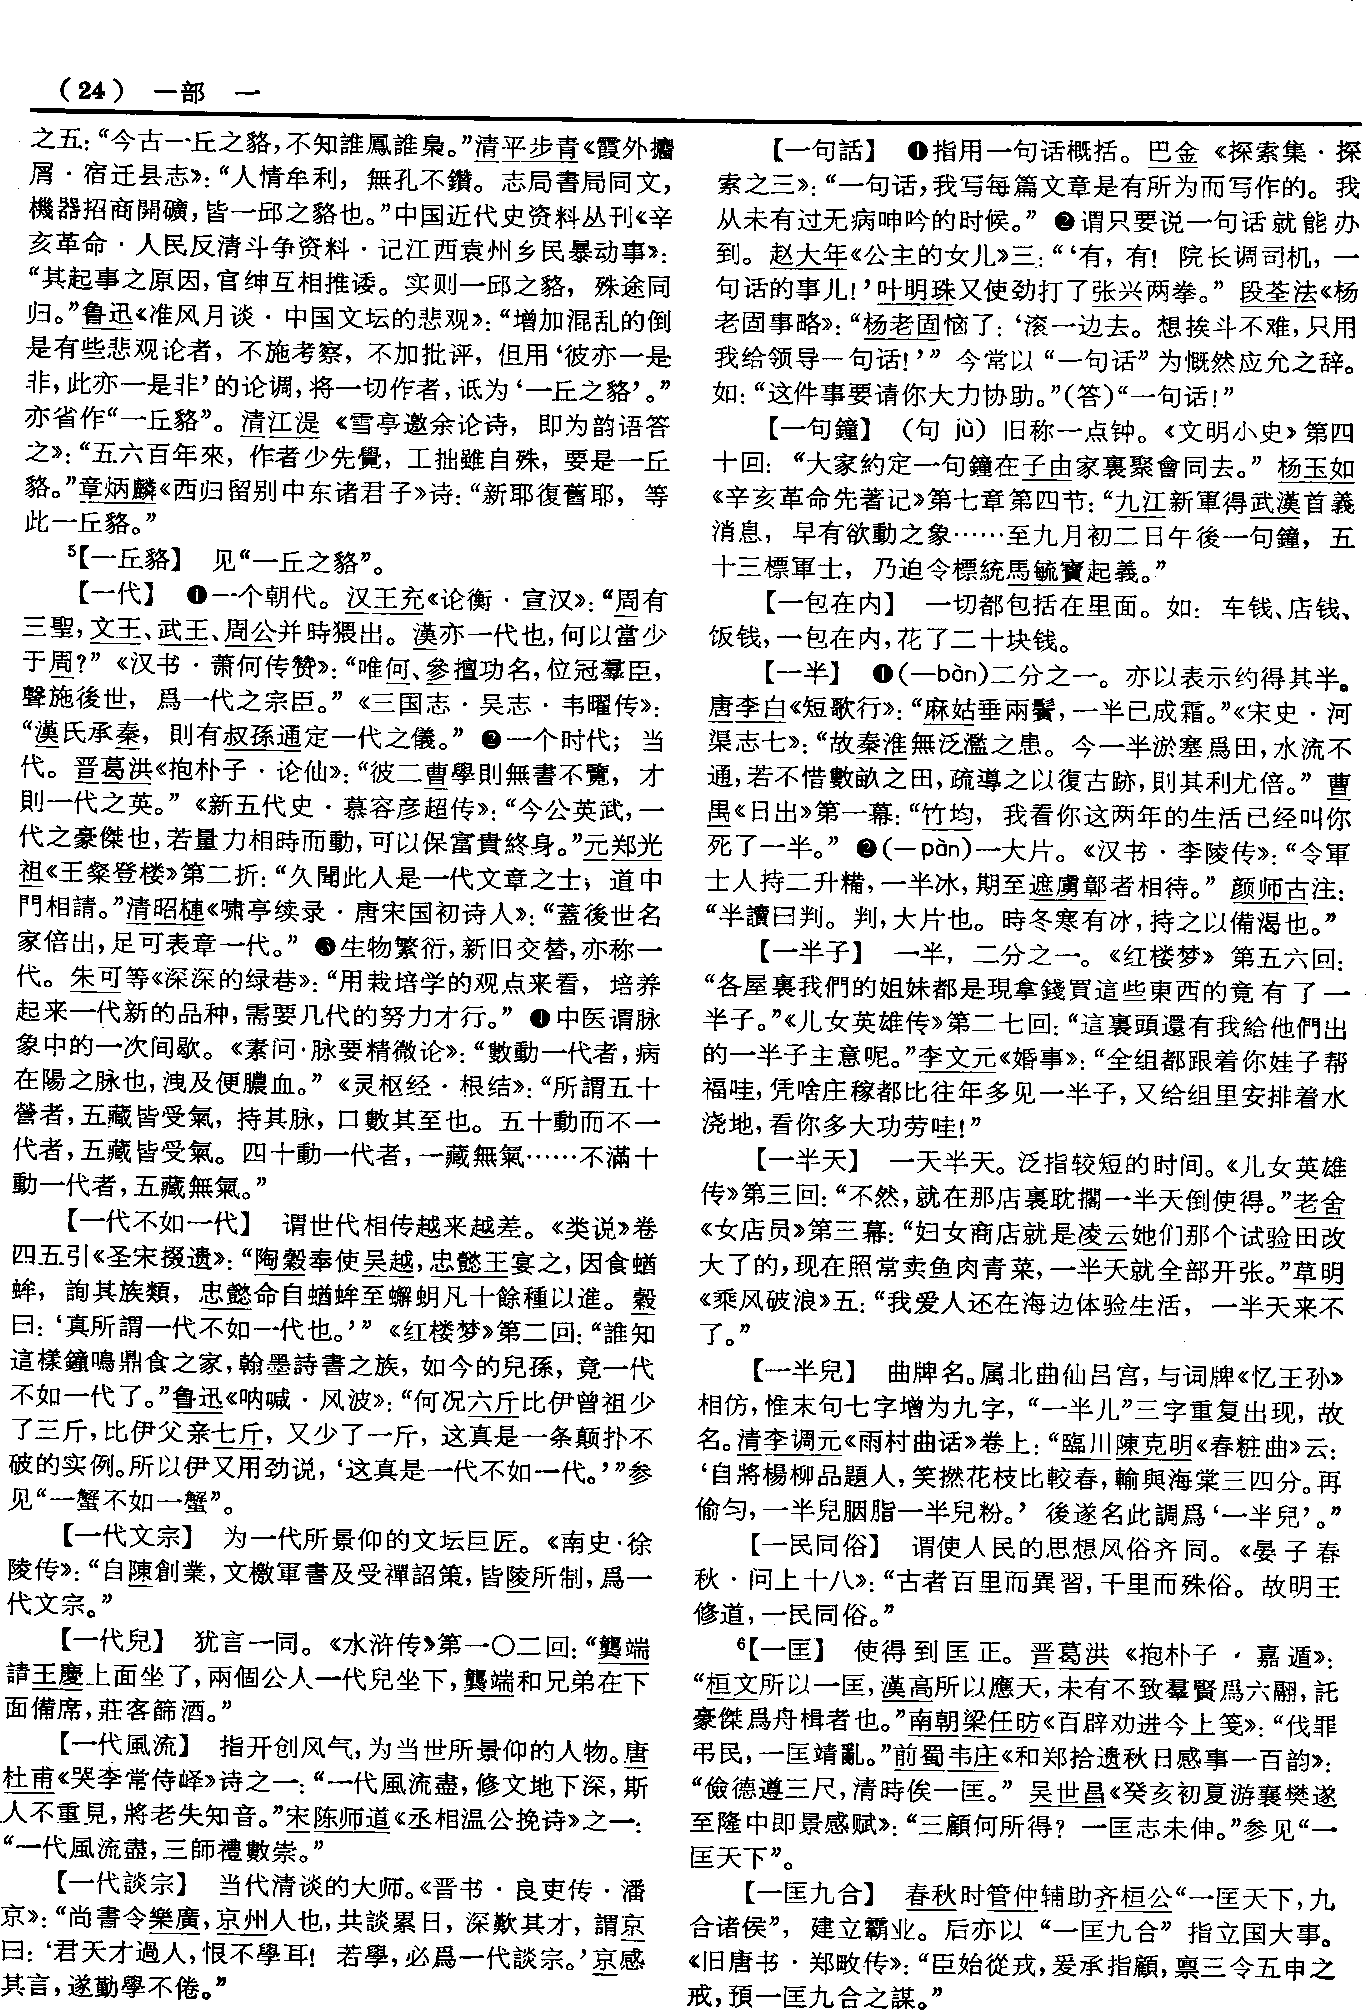 （24） 一部 一
之五：“今古一丘之貉，不知誰鳳誰梟。”清平步青《霞外攟
屑·宿迁县志》：“人情牟利，無孔不鑽。志局書局同文，
機器招商開礦，皆一邱之貉也。”中国近代史资料丛刊《辛
亥革命·人民反清斗争资料·记江西袁州乡民暴动事》：
“其起事之原因，官绅互相推诿。实则一邱之貉，殊途同
归。”鲁迅《准风月谈·中国文坛的悲观》：“增加混乱的倒
是有些悲观论者，不施考察，不加批评，但用‘彼亦一是
非，此亦一是非’的论调，将一切作者，诋为‘一丘之貉’。”
亦省作“一丘貉”。清江湜《雪亭邀余论诗，即为韵语答
之》：“五六百年來，作者少先覺，工拙雖自殊，要是一丘
貉。”章炳麟《西归留别中东诸君子》诗：“新耶復舊耶，等
此一丘貉。”
5【一丘貉】 见“一丘之貉”。
【一代】 ❶一个朝代。汉王充《论衡·宣汉》：“周有
三聖，文王、武王、周公并時猥出。漢亦一代也，何以當少
于周？”《汉书·萧何传赞》：“唯何、參擅功名，位冠羣臣，
聲施後世，爲一代之宗臣。”《三国志·吴志·韦曜传》：
“漢氏承秦，則有叔孫通定一代之儀。” ❷一个时代；当
代。晋葛洪《抱朴子·论仙》：“彼二曹學則無書不覽，才
則一代之英。”《新五代史·慕容彦超传》：“今公英武，一
代之豪傑也，若量力相時而動，可以保富貴終身。”元郑光
祖《王粲登楼》第二折：“久聞此人是一代文章之士；道中
門相請。”清昭槤《啸亭续录·唐宋国初诗人》：“蓋後世名
家倍出，足可表章一代。” ❸生物繁衍，新旧交替，亦称一
代。朱可等《深深的绿巷》：“用栽培学的观点来看，培养
起来一代新的品种，需要几代的努力才行。” ❹中医谓脉
象中的一次间歇。《素问·脉要精微论》：“數動一代者，病
在陽之脉也，洩及便膿血。”《灵枢经·根结》：“所謂五十
營者，五藏皆受氣，持其脉，口數其至也。五十動而不一
代者，五藏皆受氣。四十動一代者，一藏無氣……不滿十
動一代者，五藏無氣。”
【一代不如一代】 谓世代相传越来越差。《类说》卷
四五引《圣宋掇遗》：“陶穀奉使吴越，忠懿王宴之，因食蝤
蛑，詢其族類，忠懿命自蝤蛑至蟛蚏凡十餘種以進。穀
曰：‘真所謂一代不如一代也。’”《红楼梦》第二回：“誰知
這樣鐘鳴鼎食之家，翰墨詩書之族，如今的兒孫，竟一代
不如一代了。”鲁迅《呐喊·风波》：“何况六斤比伊曾祖少
了三斤，比伊父亲七斤，又少了一斤，这真是一条颠扑不
破的实例。所以伊又用劲说，‘这真是一代不如一代。’”参
见“一蟹不如一蟹”。
【一代文宗】 为一代所景仰的文坛巨匠。《南史·徐
陵传》：“自陳創業，文檄軍書及受禪詔策，皆陵所制，爲一
代文宗。”
【一代兒】 犹言一同。《水浒传》第一〇二回：“龔端
請王慶上面坐了，兩個公人一代兒坐下，龔端和兄弟在下
面備席，莊客篩酒。”
【一代風流】 指开创风气，为当世所景仰的人物。唐
杜甫《哭李常侍峄》诗之一：“一代風流盡，修文地下深，斯
人不重見，將老失知音。”宋陈师道《丞相温公挽诗》之一：
“一代風流盡，三師禮數崇。”
【一代談宗】 当代清谈的大师。《晋书·良吏传·潘
京》：“尚書令樂廣，京州人也，共談累日，深歎其才，謂京
曰：‘君天才過人，恨不學耳！若學，必爲一代談宗。’京感
其言，遂勤學不倦。”
【一句話】 ❶指用一句话概括。巴金《探索集·探
索之三》：“一句话，我写每篇文章是有所为而写作的。我
从未有过无病呻吟的时候。” ❷谓只要说一句话就能办
到。赵大年《公主的女儿》三：“‘有，有！院长调司机，一
句话的事儿！’叶明珠又使劲打了张兴两拳。”段荃法《杨
老固事略》：“杨老固恼了：‘滚一边去。想挨斗不难，只用
我给领导一句话！’” 今常以“一句话”为慨然应允之辞。
如：“这件事要请你大力协助。”（答）“一句话！”
【一句鐘】（句 jù）旧称一点钟。《文明小史》第四
十回：“大家約定一句鐘在子由家裏聚會同去。”杨玉如
《辛亥革命先著记》第七章第四节：“九江新軍得武漢首義
消息，早有欲動之象……至九月初二日午後一句鐘，五
十三標軍士，乃迫令標統馬毓寶起義。”
【一包在内】 一切都包括在里面。如：车钱、店钱、
饭钱，一包在内，花了二十块钱。
【一半】 ❶（—bàn）二分之一。亦以表示约得其半。
唐李白《短歌行》：“麻姑垂兩鬢，一半已成霜。”《宋史·河
渠志七》：“故秦淮無泛濫之患。今一半淤塞爲田，水流不
通，若不惜數畝之田，疏導之以復古跡，則其利尤倍。”曹
禺《日出》第一幕：“竹均，我看你这两年的生活已经叫你
死了一半。” ❷（—pàn）一大片。《汉书·李陵传》：“令軍
士人持二升糒，一半冰，期至遮虜鄣者相待。”颜师古注：
“半讀曰判。判，大片也。時冬寒有冰，持之以備渴也。”
【一半子】 一半，二分之一。《红楼梦》第五六回：
“各屋裏我們的姐妹都是現拿錢買這些東西的竟有了一
半子。”《儿女英雄传》第二七回：“這裏頭還有我給他們出
的一半子主意呢。”李文元《婚事》：“全组都跟着你娃子帮
福哇，凭啥庄稼都比往年多见一半子，又给组里安排着水
浇地，看你多大功劳哇！”
【一半天】 一天半天。泛指较短的时间。《儿女英雄
传》第三回：“不然，就在那店裏耽擱一半天倒使得。”老舍
《女店员》第三幕：“妇女商店就是凌云她们那个试验田改
大了的，现在照常卖鱼肉青菜，一半天就全部开张。”草明
《乘风破浪》五：“我爱人还在海边体验生活，一半天来不
了。”
【一半兒】 曲牌名。属北曲仙吕宫，与词牌《忆王孙》
相仿，惟末句七字增为九字，“一半儿”三字重复出现，故
名。清李调元《雨村曲话》卷上：“臨川陳克明《春粧曲》云：
‘自將楊柳品題人，笑撚花枝比較春，輸與海棠三四分。再
偷匀，一半兒胭脂一半兒粉。’後遂名此調爲‘一半兒’。”
【一民同俗】 谓使人民的思想风俗齐同。《晏子春
秋·问上十八》：“古者百里而異習，千里而殊俗。故明王
修道，一民同俗。”
6【一匡】 使得到匡正。晋葛洪《抱朴子·嘉遁》：
“桓文所以一匡，漢高所以應天，未有不致羣賢爲六翮，託
豪傑爲舟楫者也。”南朝梁任昉《百辟劝进今上笺》：“伐罪
弔民，一匡靖亂。”前蜀韦庄《和郑拾遗秋日感事一百韵》：
“儉德遵三尺，清時俟一匡。”吴世昌《癸亥初夏游襄樊遂
至隆中即景感赋》：“三顧何所得？一匡志未伸。”参见“一
匡天下”。
【一匡九合】 春秋时管仲辅助齐桓公“一匡天下，九
合诸侯”，建立霸业。后亦以“一匡九合”指立国大事。
《旧唐书·郑畋传》：“臣始從戎，爰承指顧，禀三令五申之
戒，預一匡九合之謀。”